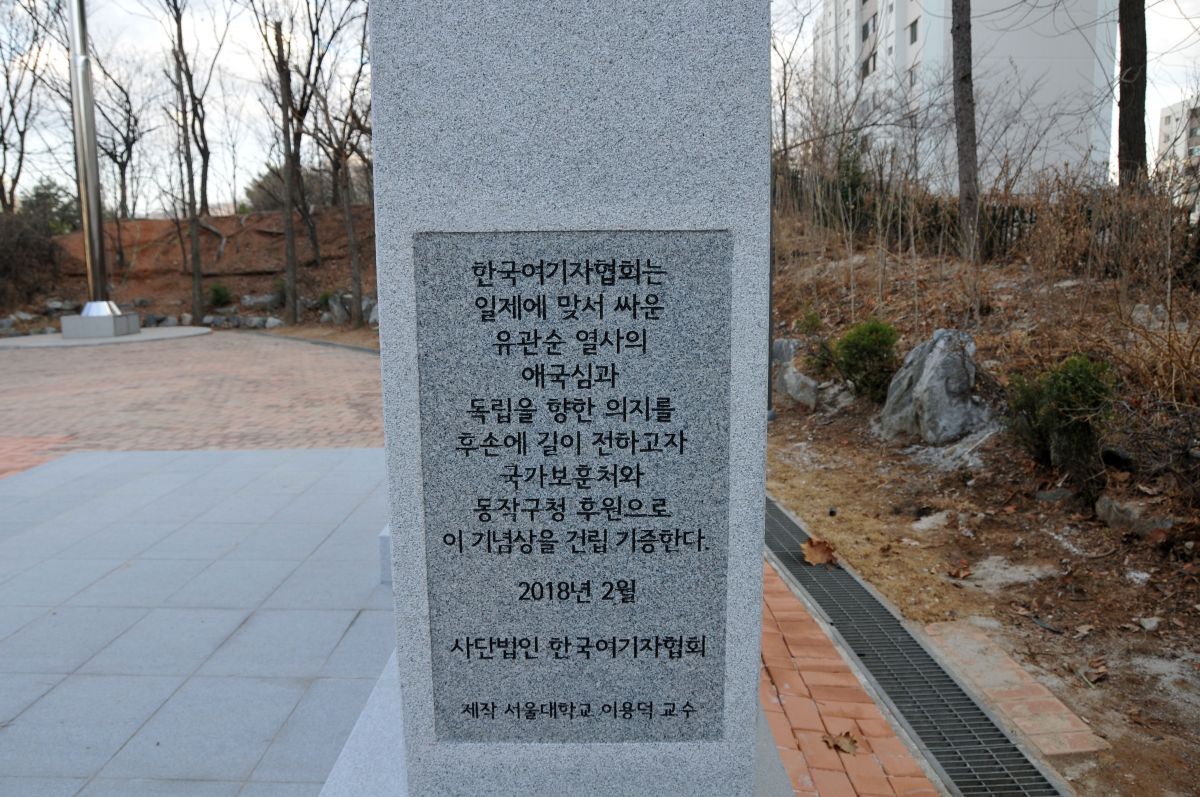 한국여기자협회는
일제에 맞서 싸운
유관순 열사의
애국심과
독립을 향한 의지를
후손에 길이 전하고자
국가보훈처와
동작구청 후원으로
이 기념상을 건립 기증한다.
2018년 2월
사단법인 한국여기자협회
제작 서울대학교 이용덕 교수